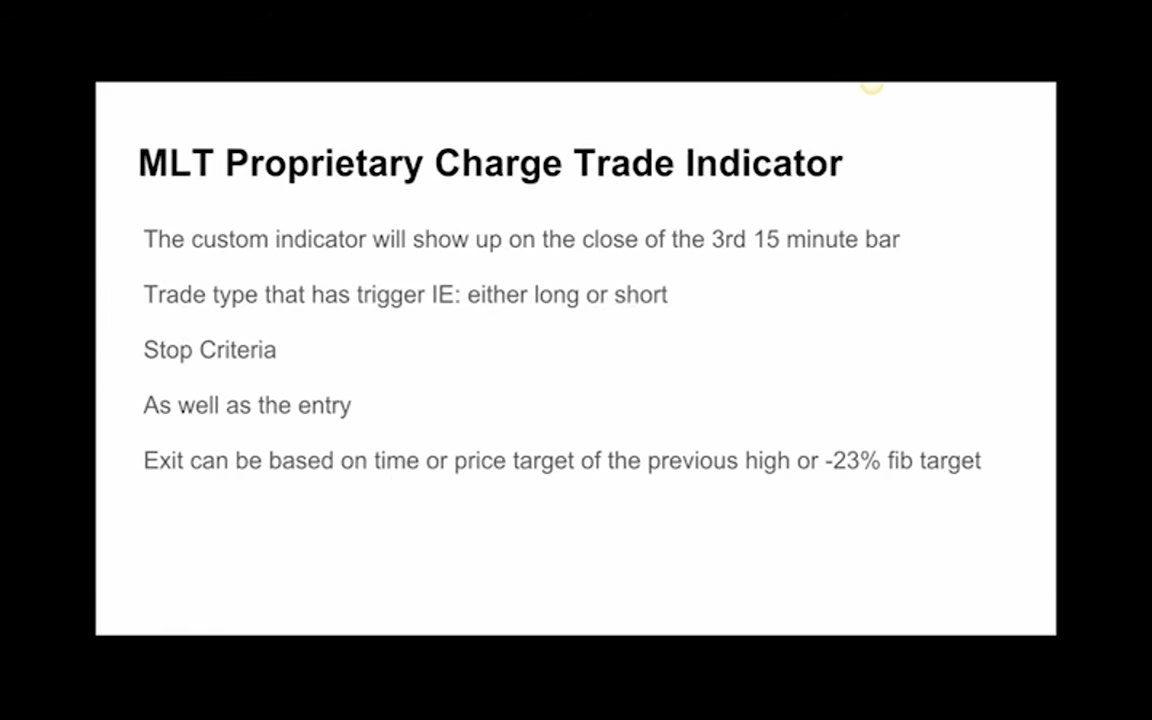 MLT Proprietary Charge Trade Indicator
The custom indicator will show up on the close of the 3rd 15 minute bar
Trade type that has trigger IE: either long or short
Stop Criteria
As well as the entry
Exit can be based on time or price target of the previous high or -23% fib target